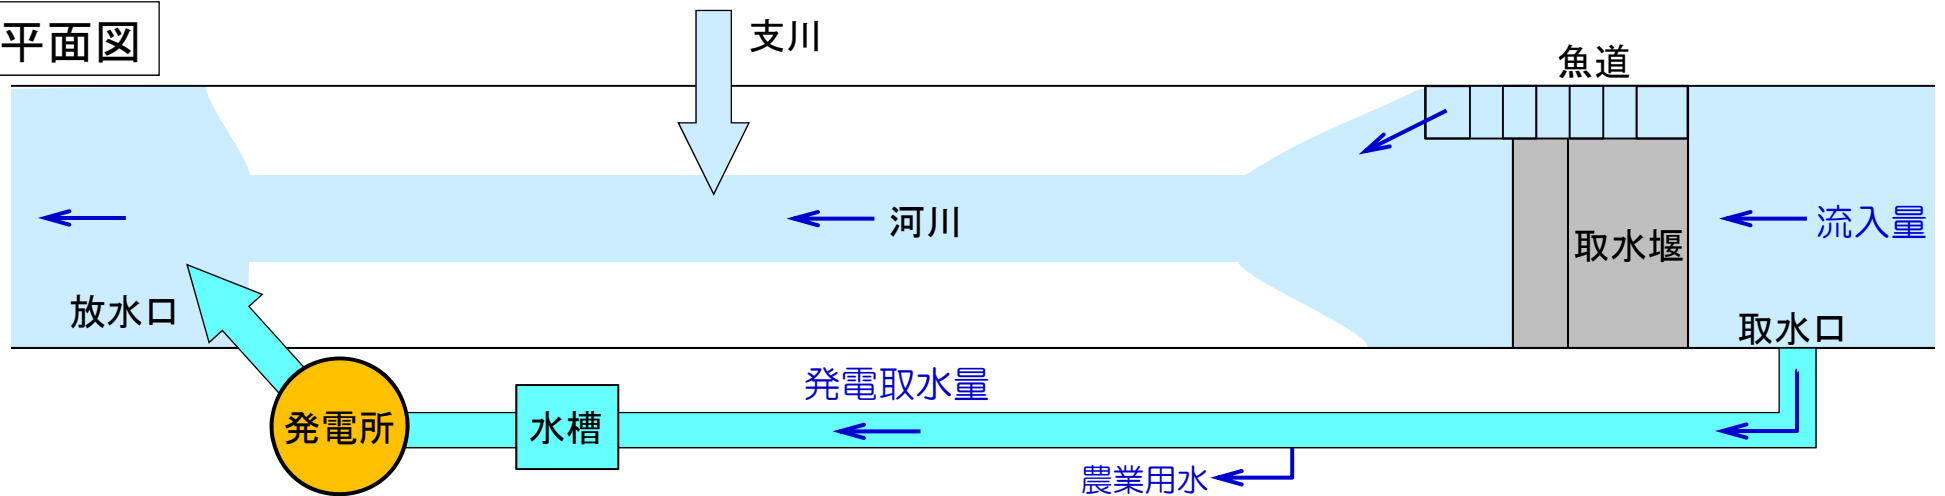 平面図
支川
魚道
河川
取水堰
流入量
放水口
取水口
発電取水量
発電所
水槽
農業用水